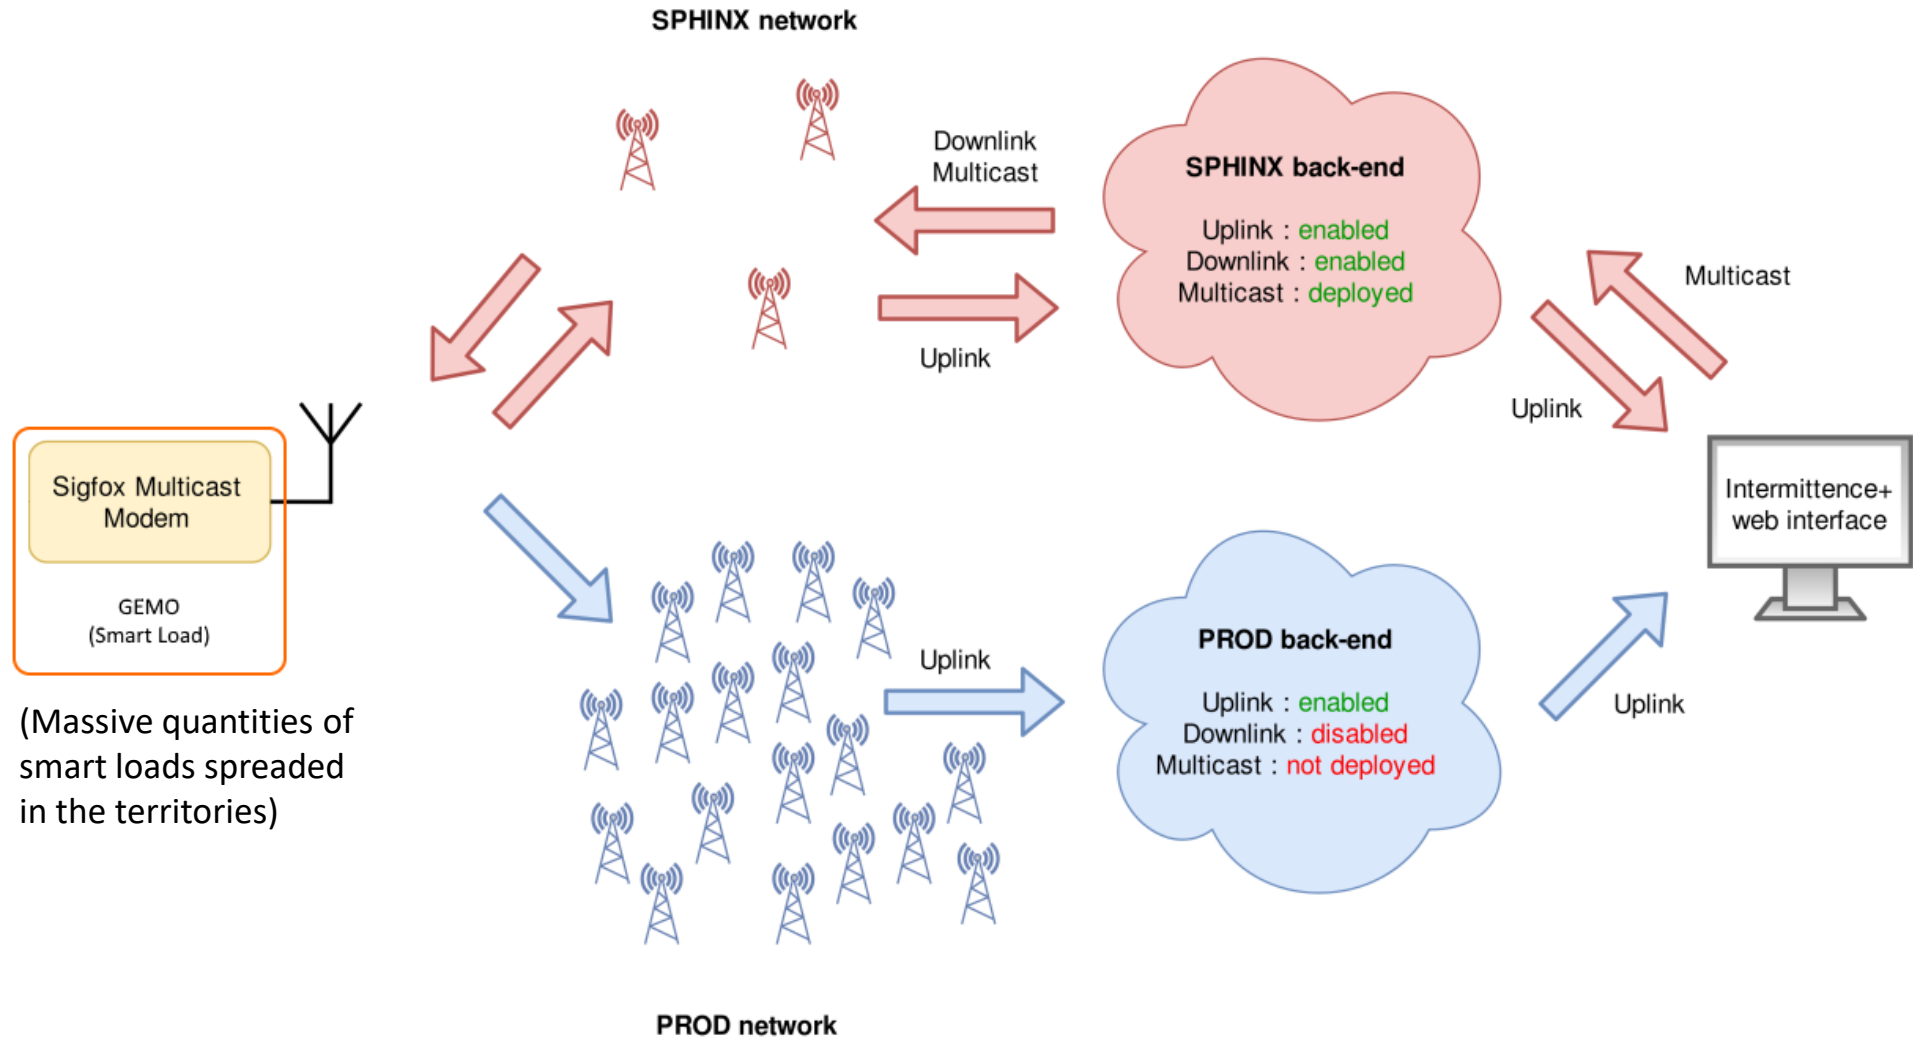 SPHINX network
Downlink
Multicast
Uplink
SPHINX back-end
Uplink : enabled
Downlink : enabled
Multicast : deployed
Multicast
Uplink
Sigfox Multicast
Modem
GEMO
(Smart Load)
(Massive quantities of
smart loads spreaded
in the territories)
Intermittence+
web interface
Uplink
PROD back-end
Uplink : enabled
Downlink : disabled
Multicast : not deployed
Uplink
PROD network